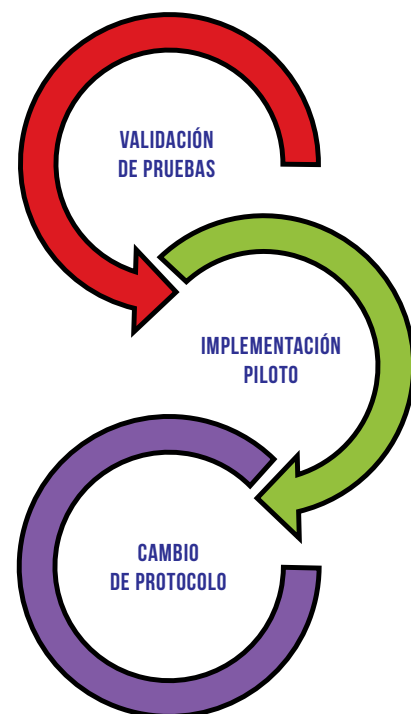 VALIDACIÓN
DE PRUEBAS
IMPLEMENTACIÓN
PILOTO
CAMBIO
DE PROTOCOLO